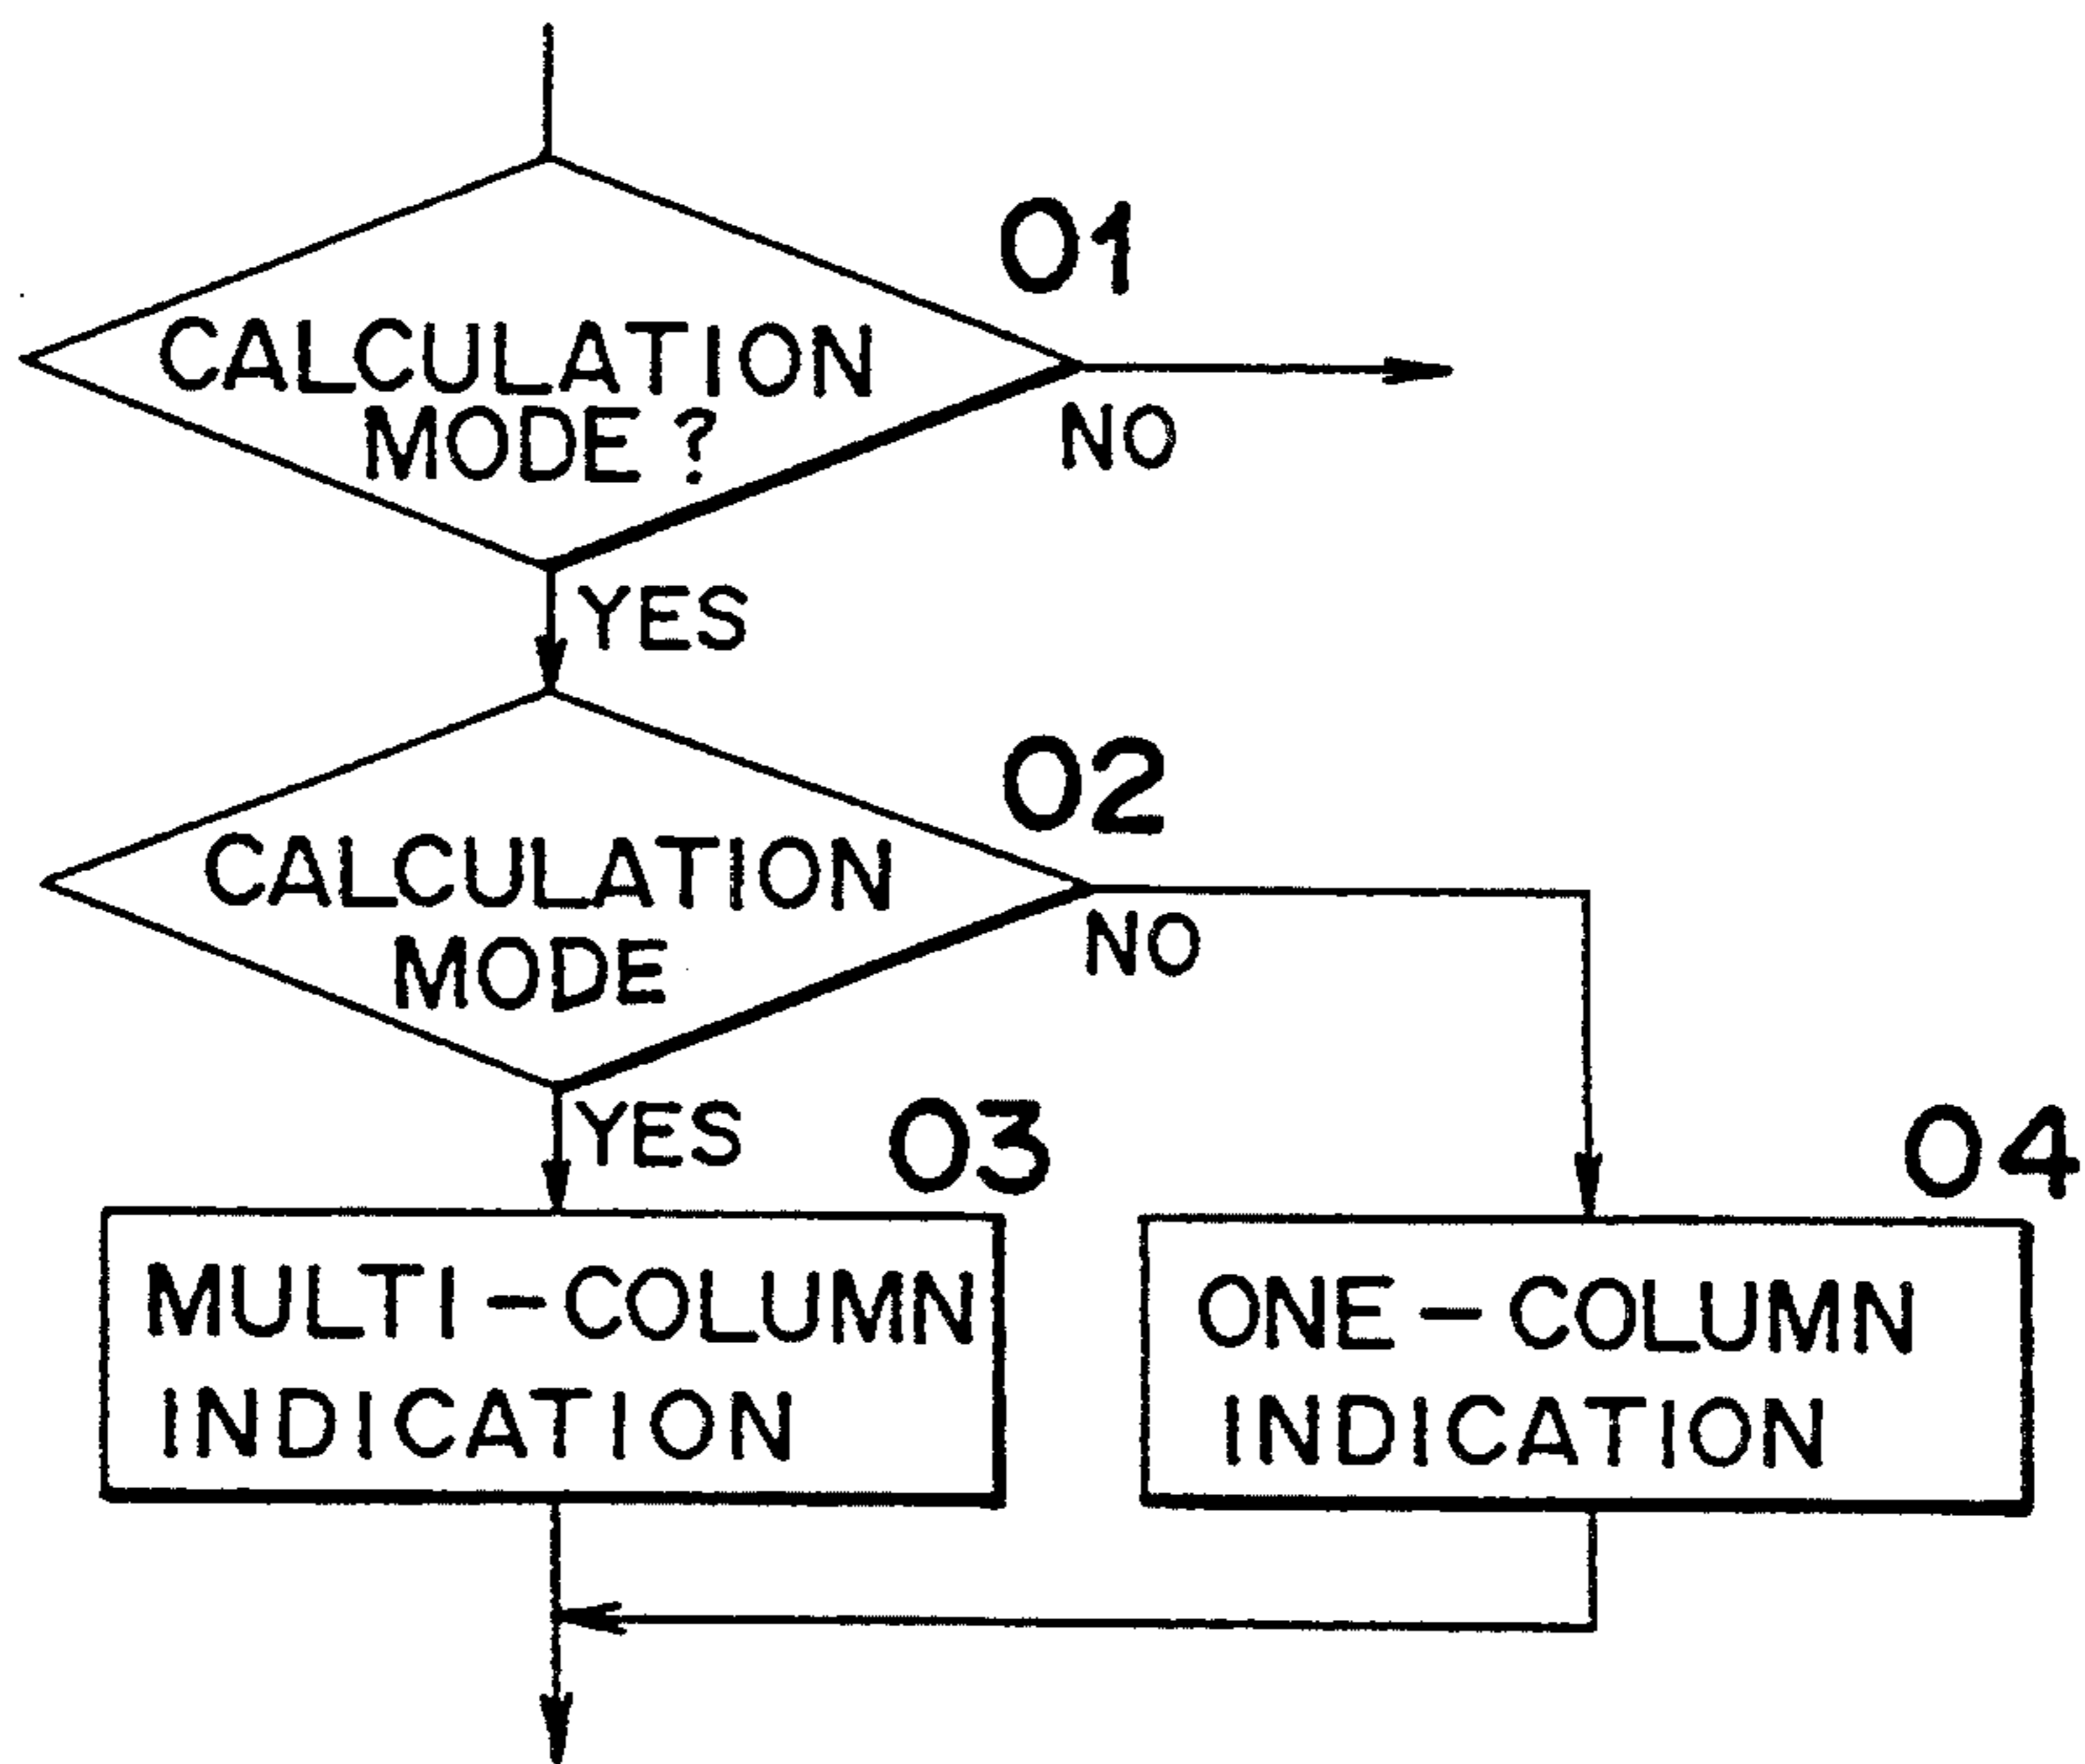 01
CALCULATION
MODE ?
NO
YES
02
CALCULATION
MODE
NO
YES
03
04
MULTI-COLUMN
INDICATION
ONE-COLUMN
INDICATION